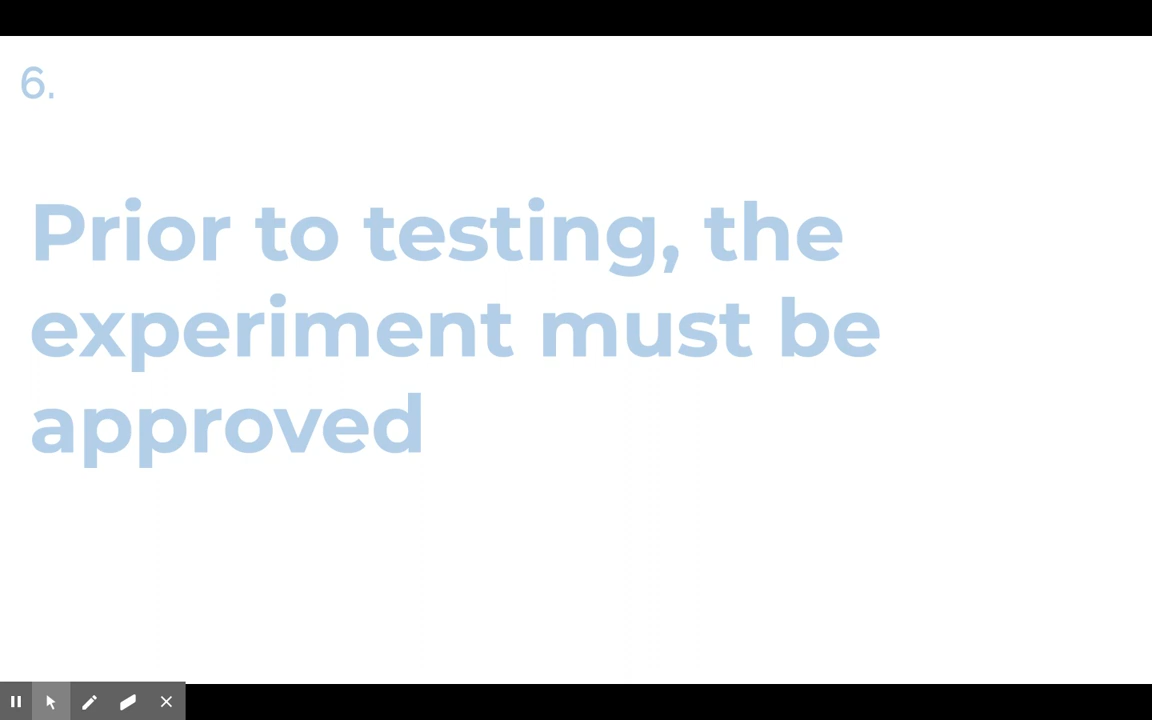 6.
Prior to testing, the
experiment must be
approved